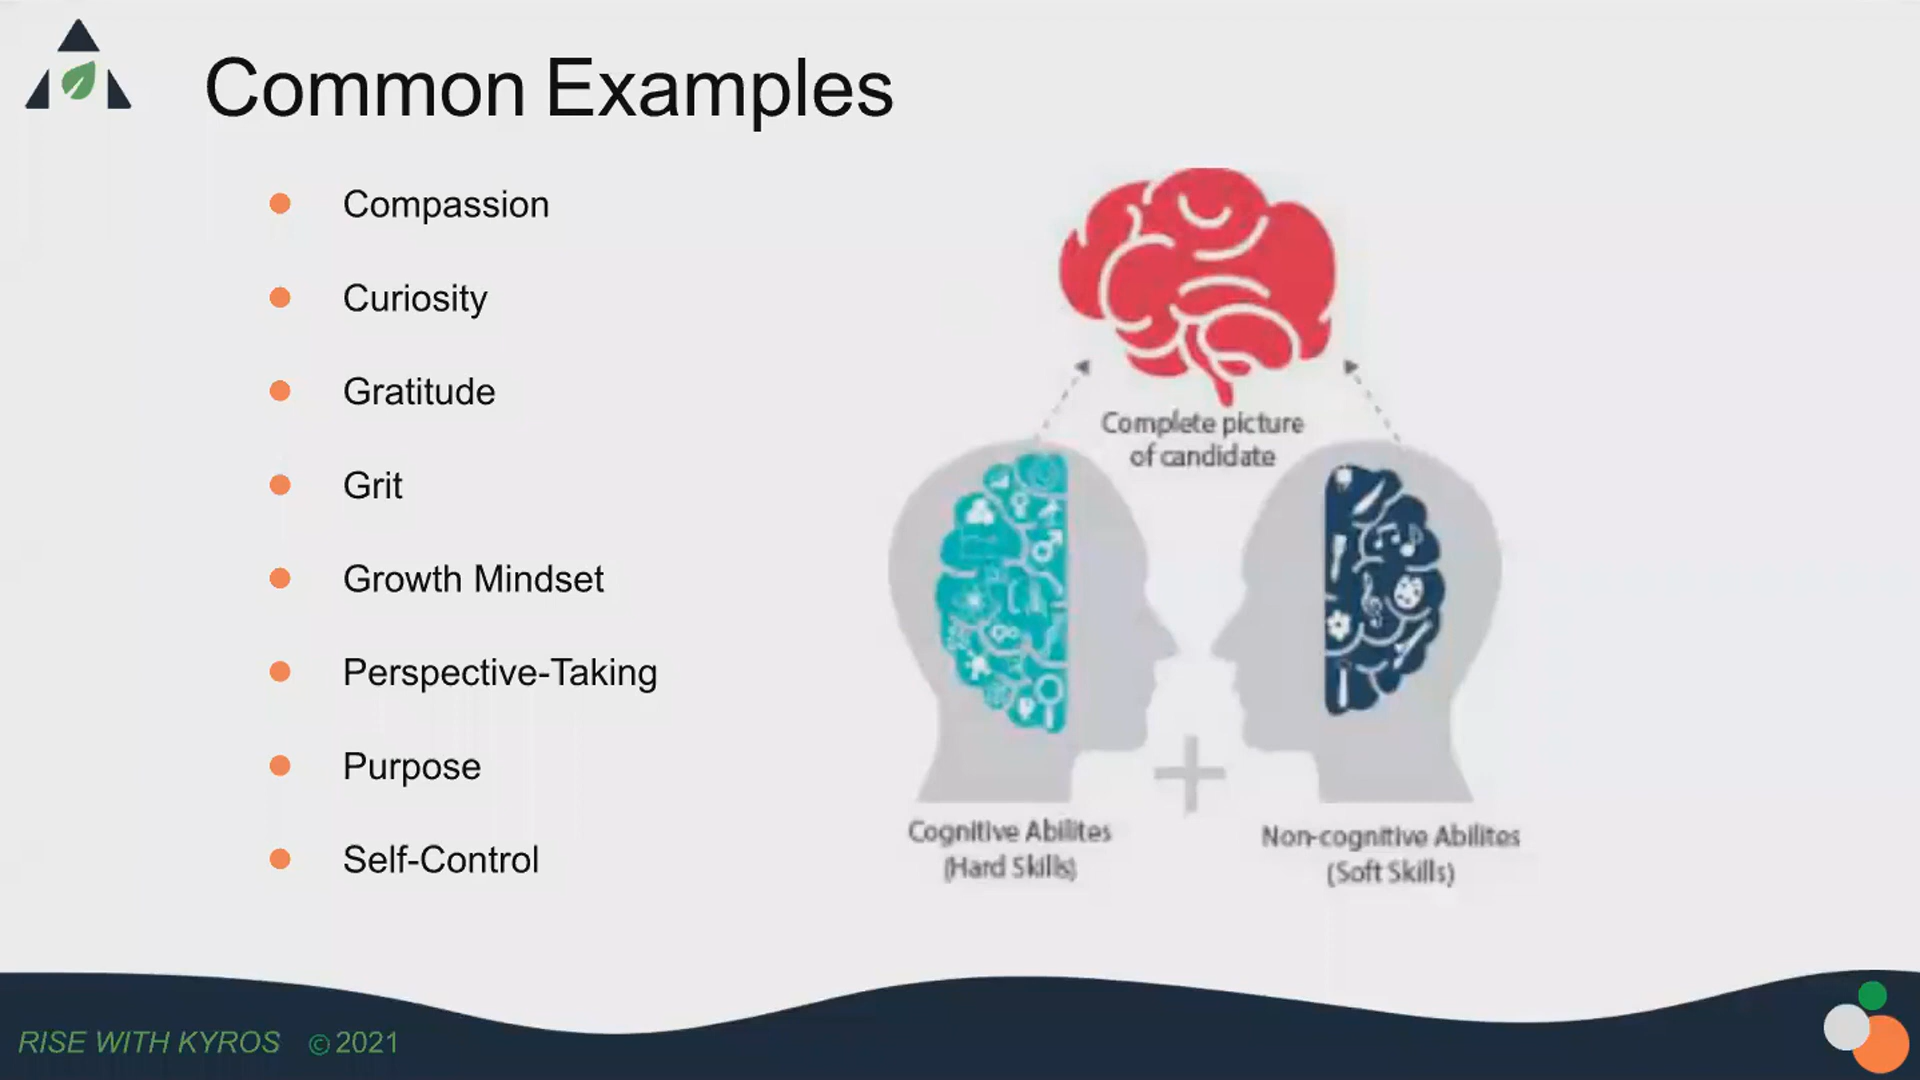 Common Examples
Compassion
Curiosity
Gratitude
Grit
Growth Mindset
Perspective-Taking
Purpose
Self-Control
Complete picture
of candidate
Cognitive Abilites
(Hard Skills)
Non-cognitive Abilites
(Soft Skills)
RISE WITH KYROS © 2021